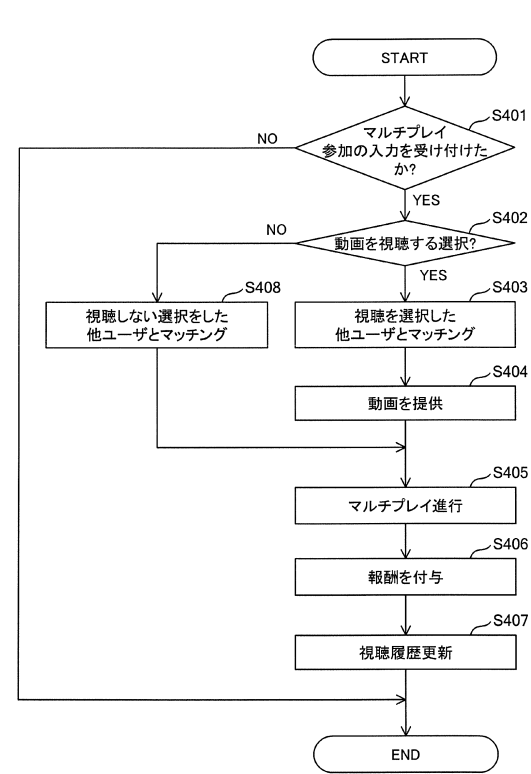 START
S401
マルチプレイ
参加の入力を受け付けた
か?
NO
YES
S402
動画を視聴する選択?
NO
YES
S408
視聴しない選択をした
他ユーザとマッチング
S403
視聴を選択した
他ユーザとマッチング
S404
動画を提供
S405
マルチプレイ進行
S406
報酬を付与
S407
視聴履歴更新
END